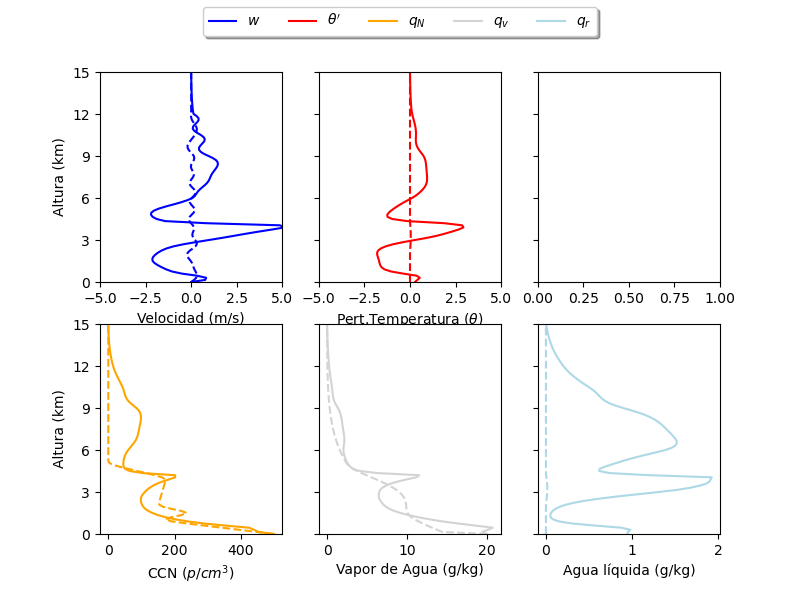 w θ′ q_N q_v q_r
15
12
9
6
3
0
Altura (km)
−5.0 −2.5 0.0 2.5 5.0
Velocidad (m/s)
−5.0 −2.5 0.0 2.5 5.0
Pert.Temperatura (θ)
0.00 0.25 0.50 0.75 1.00
15
12
9
6
3
0
Altura (km)
0 200 400
CCN (p/cm³)
0 10 20
Vapor de Agua (g/kg)
0 1 2
Agua líquida (g/kg)